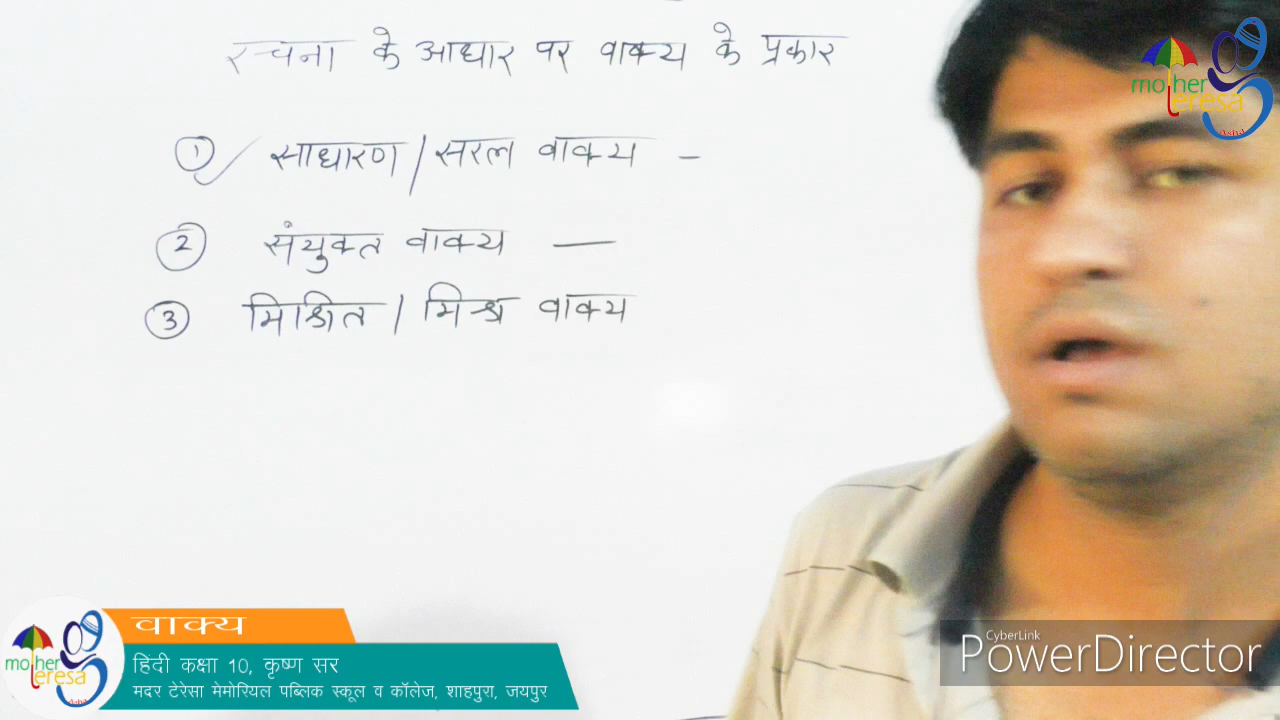 रचना के आधार पर वाक्य के प्रकार
mother
teresa
① साधारण / सरल वाक्य -
② संयुक्त वाक्य —
③ मिश्रित / मिश्र वाक्य
वाक्य
हिंदी कक्षा 10, कृष्ण सर
मदर टेरेसा मेमोरियल पब्लिक स्कूल व कॉलेज, शाहपुरा, जयपुर
mother
teresa
CyberLink
PowerDirector